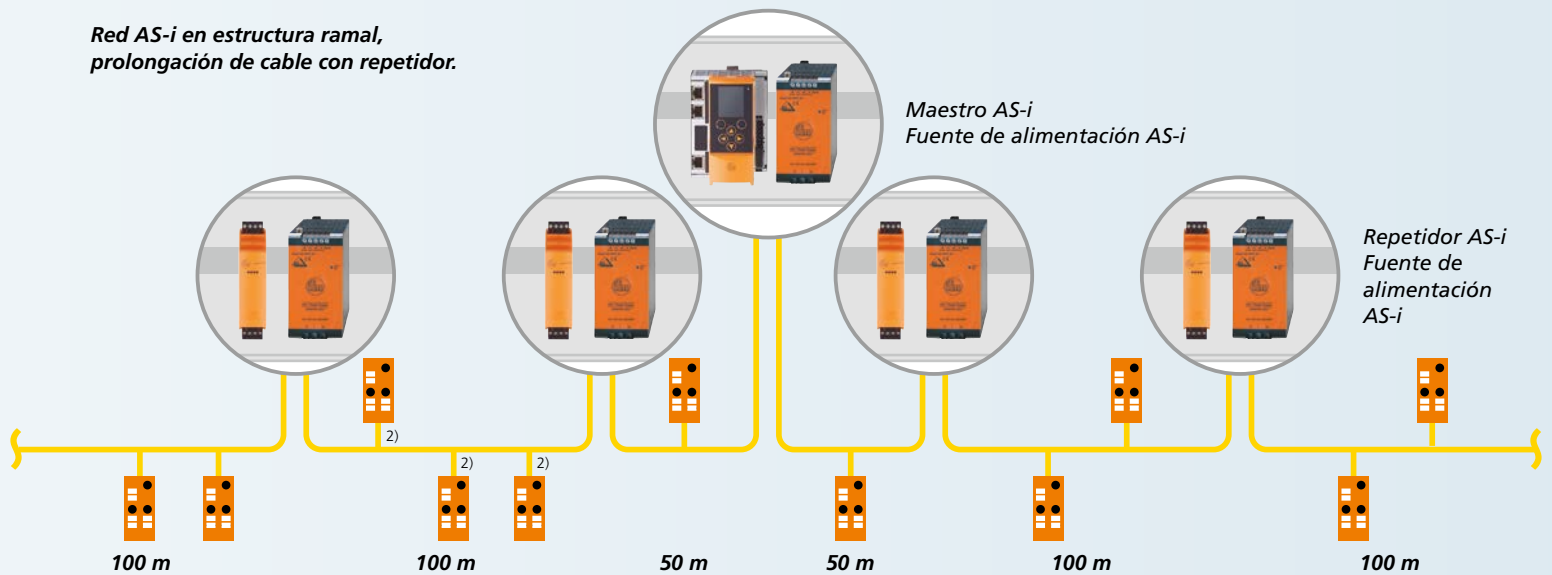 Red AS-i en estructura ramal,
prolongación de cable con repetidor.
Maestro AS-i
Fuente de alimentación AS-i
Repetidor AS-i
Fuente de
alimentación
AS-i
2)
2)
2)
100 m
100 m
50 m
50 m
100 m
100 m